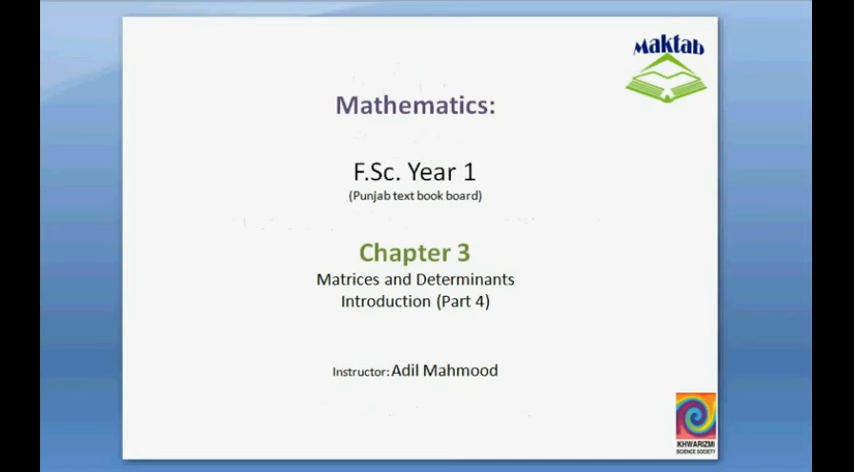 Maktab
Mathematics:
F.Sc. Year 1
(Punjab text book board)
Chapter 3
Matrices and Determinants
Introduction (Part 4)
Instructor: Adil Mahmood
KHWARIZMI
SCIENCE SOCIETY